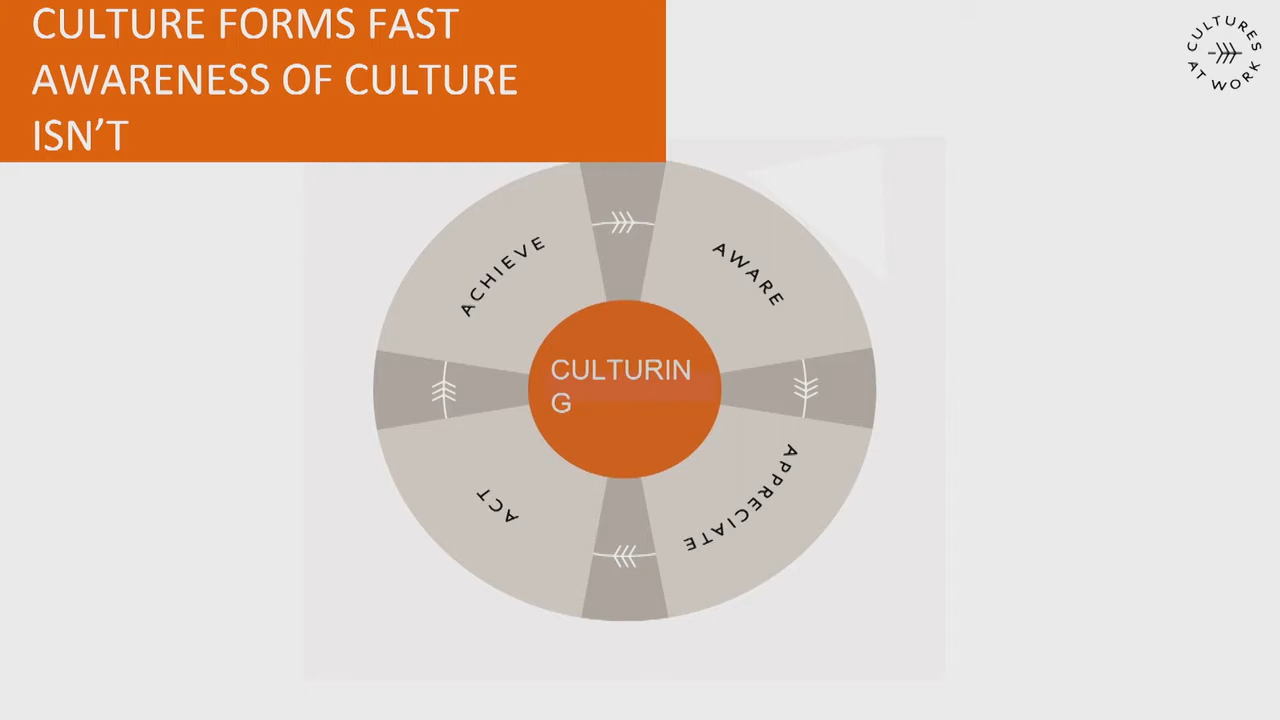 CULTURE FORMS FAST
AWARENESS OF CULTURE
ISN’T
CULTURES
AT WORK
ACHIEVE
AWARE
CULTURIN
G
ACT
APPRECIATE